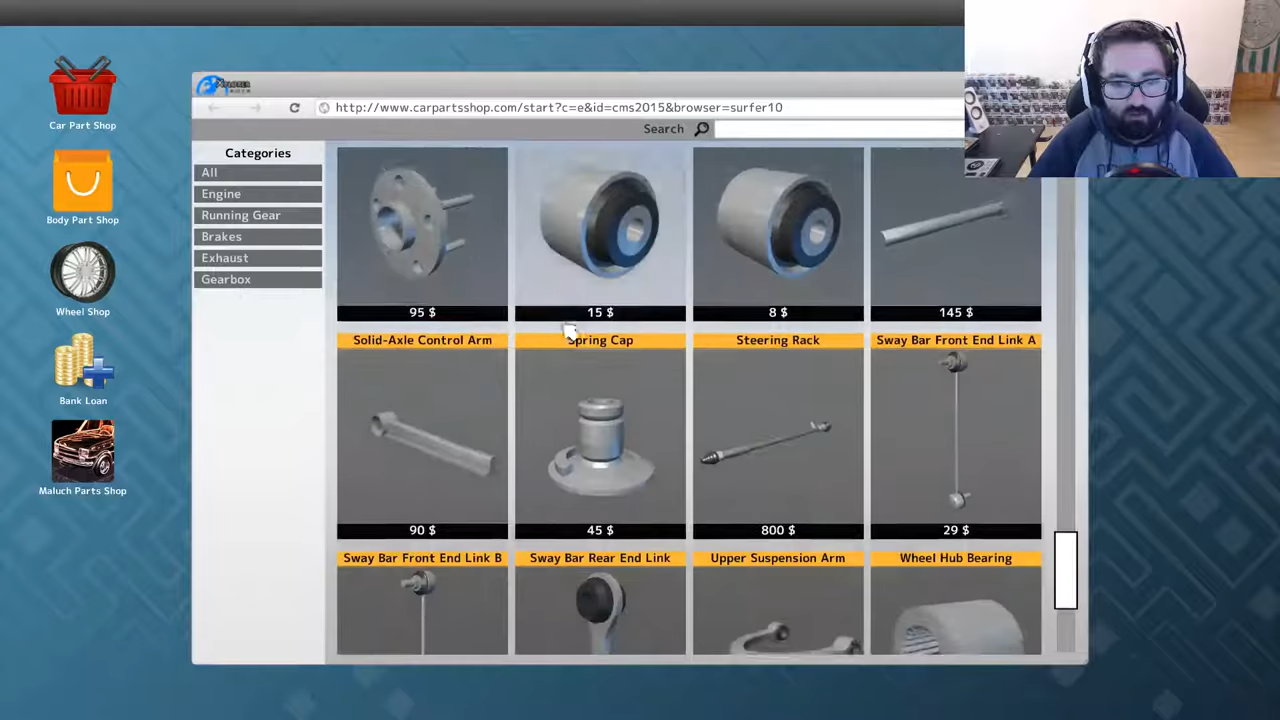 http://www.carpartsshop.com/start?c=e&id=cms2015&browser=surfer10
Search
Car Part Shop
Body Part Shop
Wheel Shop
Bank Loan
Maluch Parts Shop
Categories
All
Engine
Running Gear
Brakes
Exhaust
Gearbox
95 $
15 $
8 $
145 $
Solid-Axle Control Arm
Spring Cap
Steering Rack
Sway Bar Front End Link A
90 $
45 $
800 $
29 $
Sway Bar Front End Link B
Sway Bar Rear End Link
Upper Suspension Arm
Wheel Hub Bearing